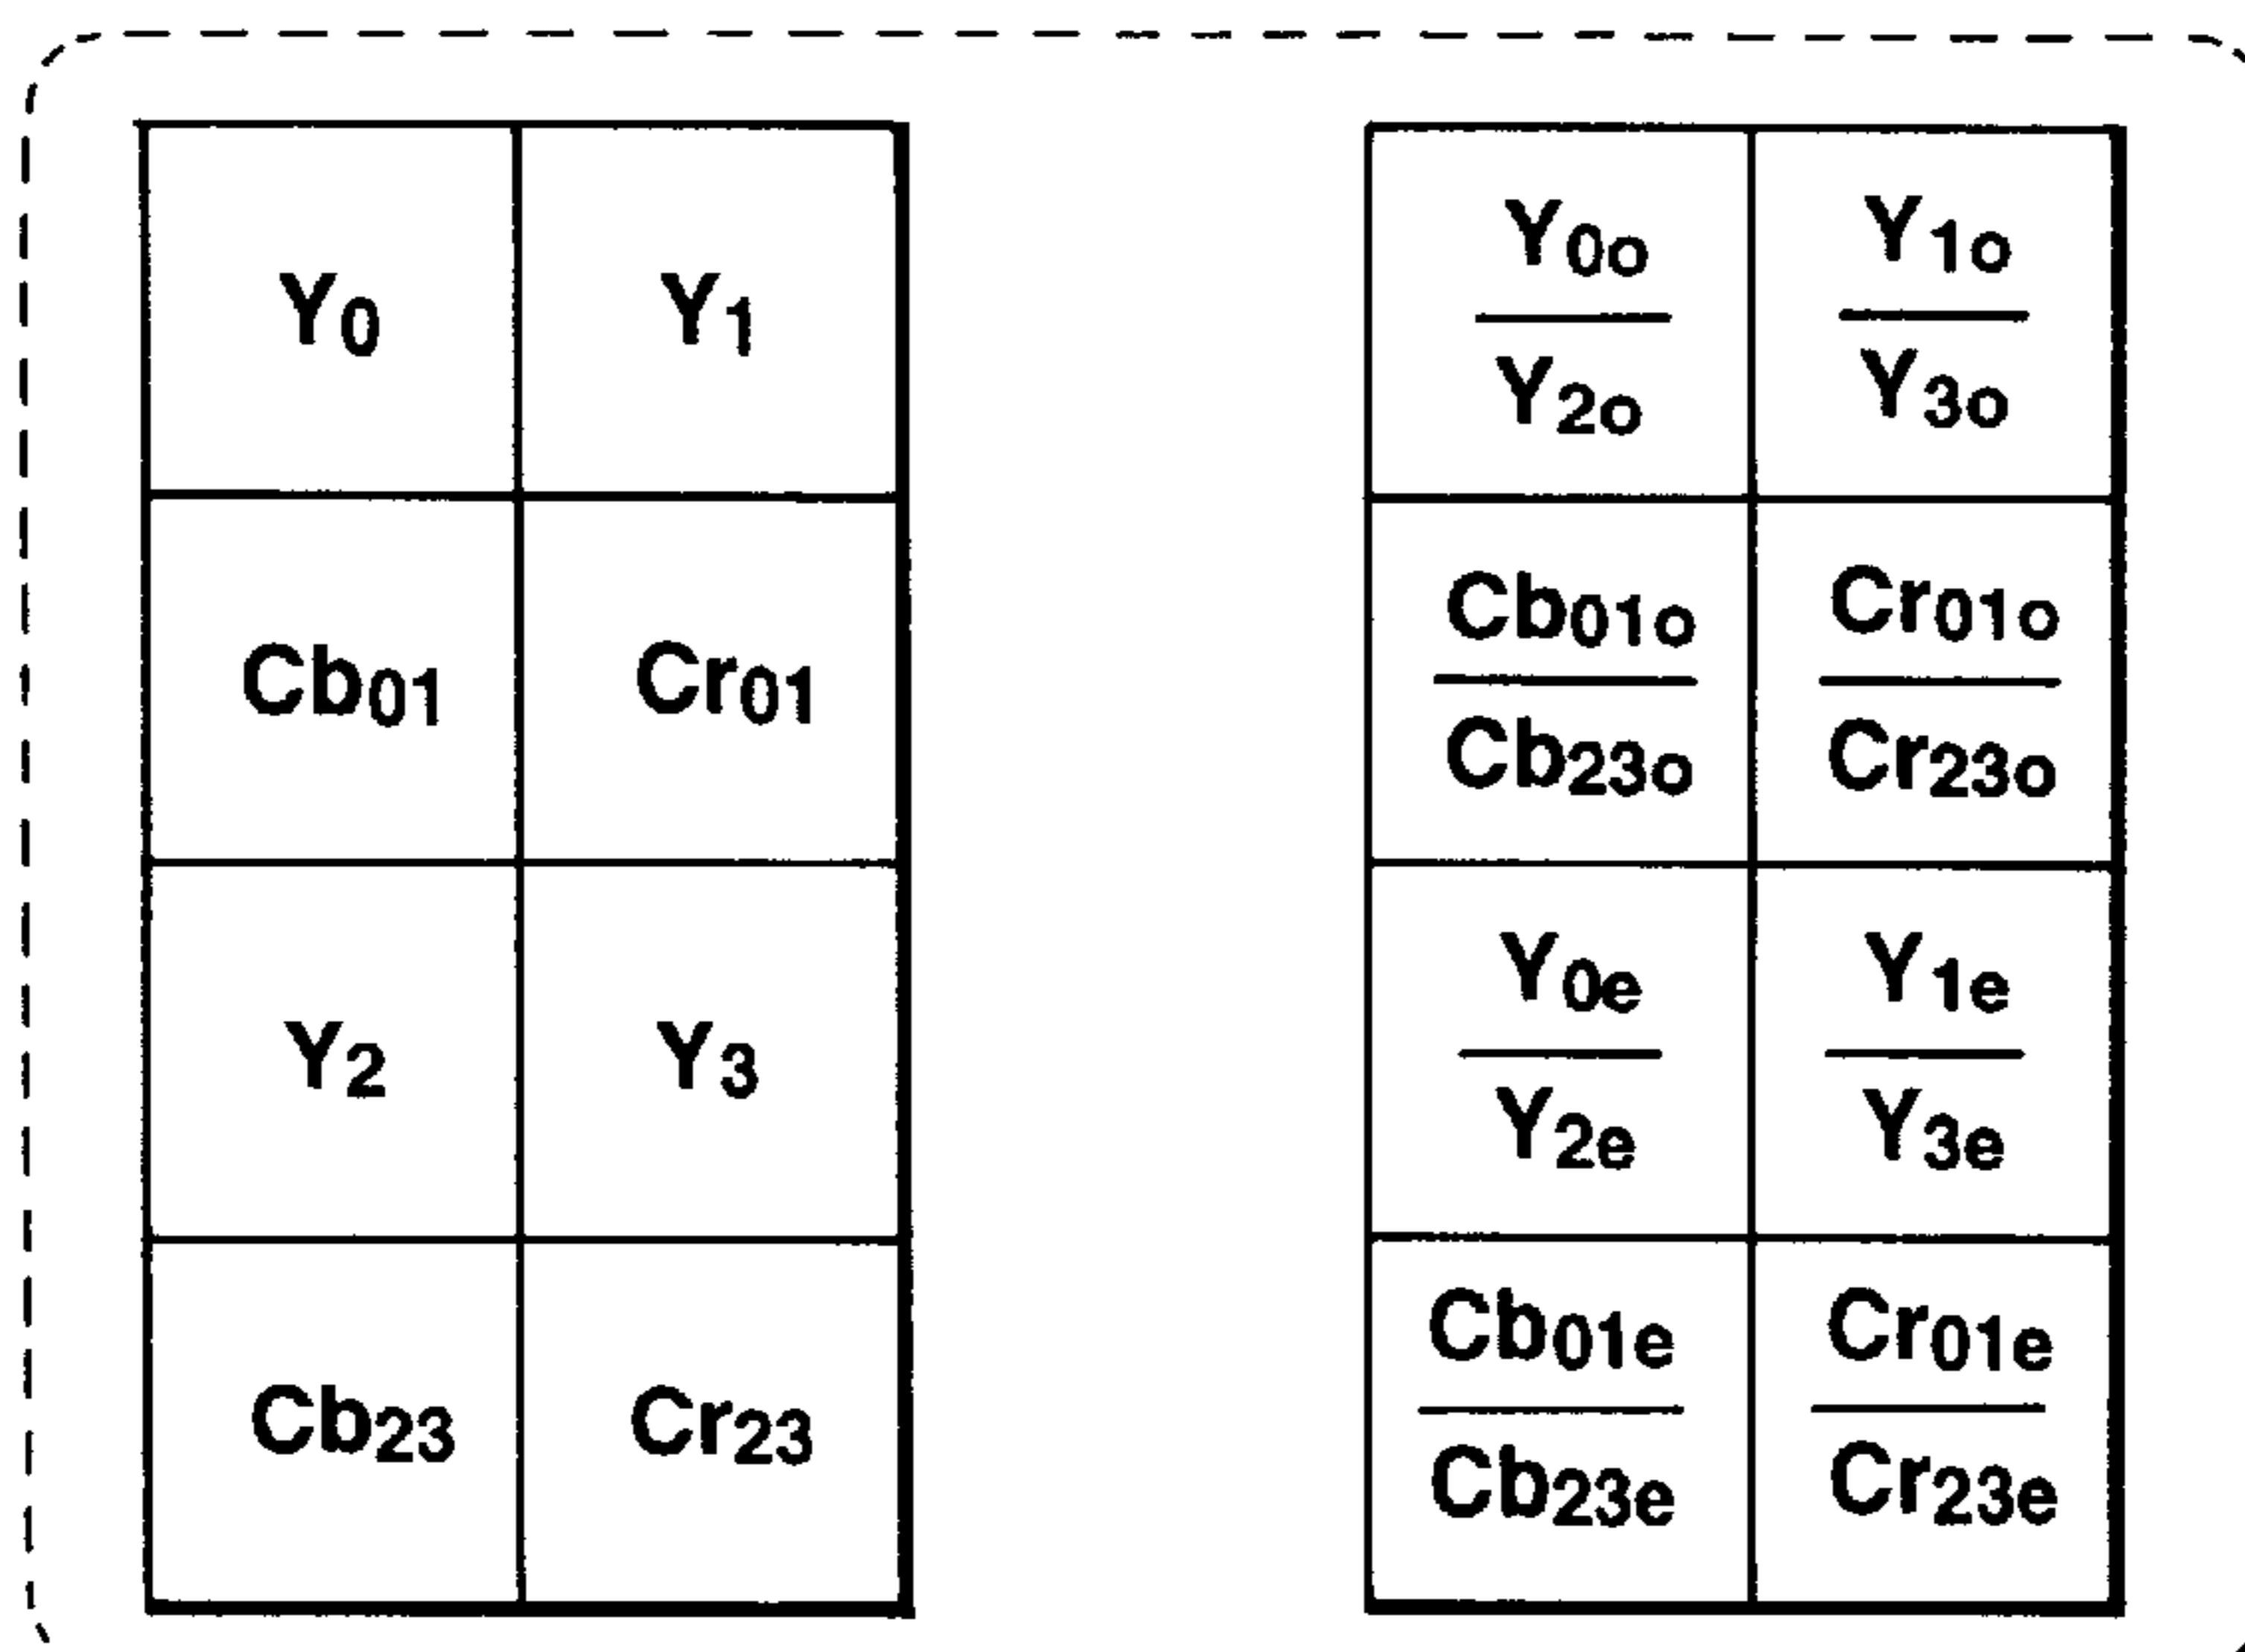 Y0 Y1
Cb01 Cr01
Y2 Y3
Cb23 Cr23
Y0o Y1o
Y2o Y3o
Cb01o Cr01o
Cb23o Cr23o
Y0e Y1e
Y2e Y3e
Cb01e Cr01e
Cb23e Cr23e